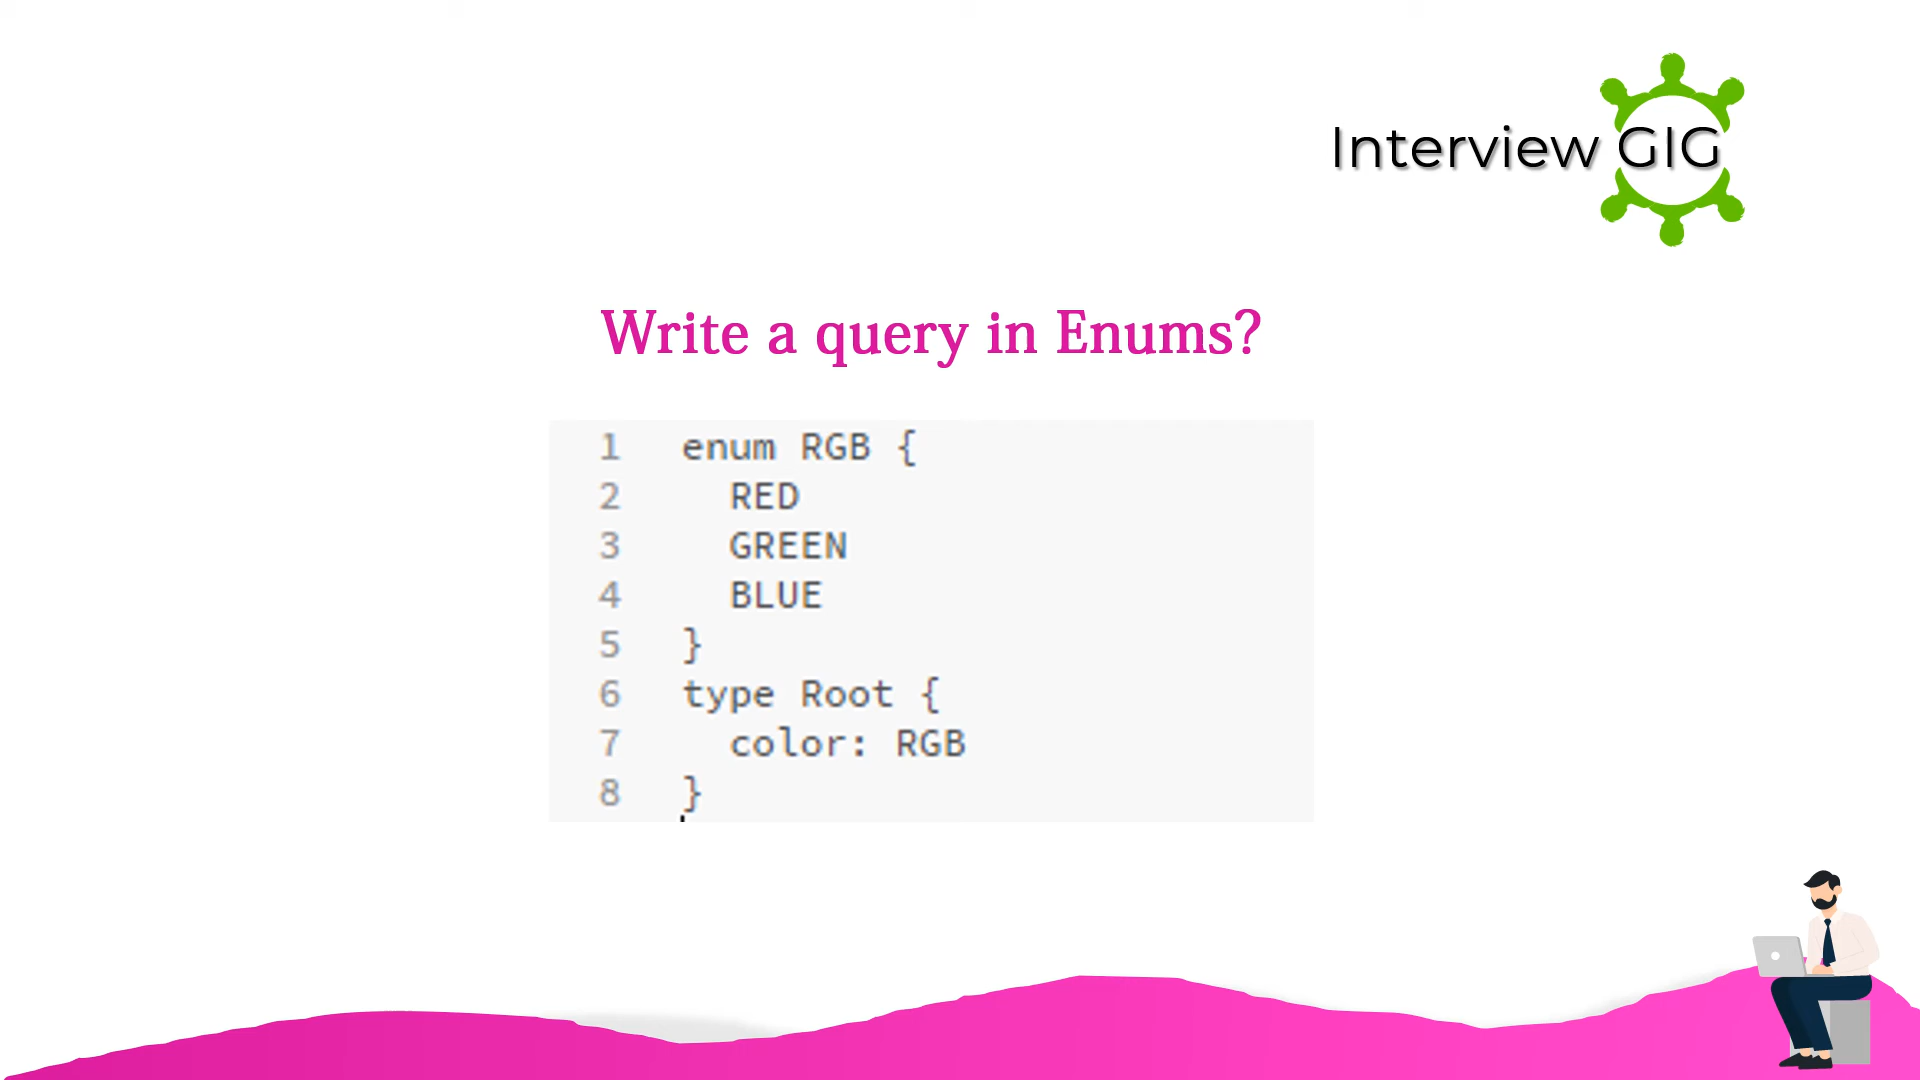 Interview GIG
Write a query in Enums?
1 enum RGB {
2   RED
3   GREEN
4   BLUE
5 }
6 type Root {
7   color: RGB
8 }